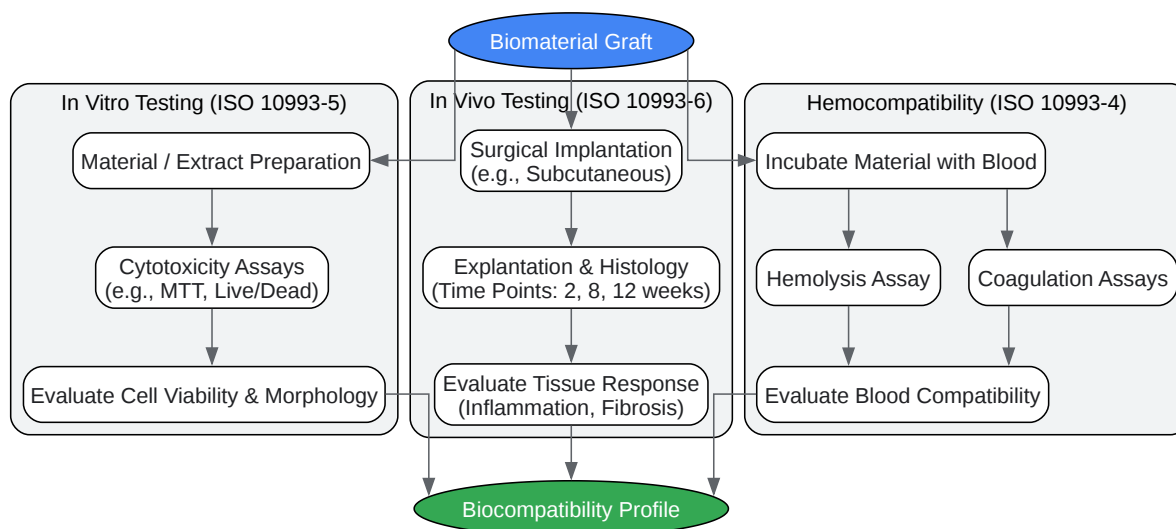 Biomaterial Graft
In Vitro Testing (ISO 10993-5)
Material / Extract Preparation
Cytotoxicity Assays
(e.g., MTT, Live/Dead)
Evaluate Cell Viability & Morphology
In Vivo Testing (ISO 10993-6)
Surgical Implantation
(e.g., Subcutaneous)
Explantation & Histology
(Time Points: 2, 8, 12 weeks)
Evaluate Tissue Response
(Inflammation, Fibrosis)
Hemocompatibility (ISO 10993-4)
Incubate Material with Blood
Hemolysis Assay
Coagulation Assays
Evaluate Blood Compatibility
Biocompatibility Profile